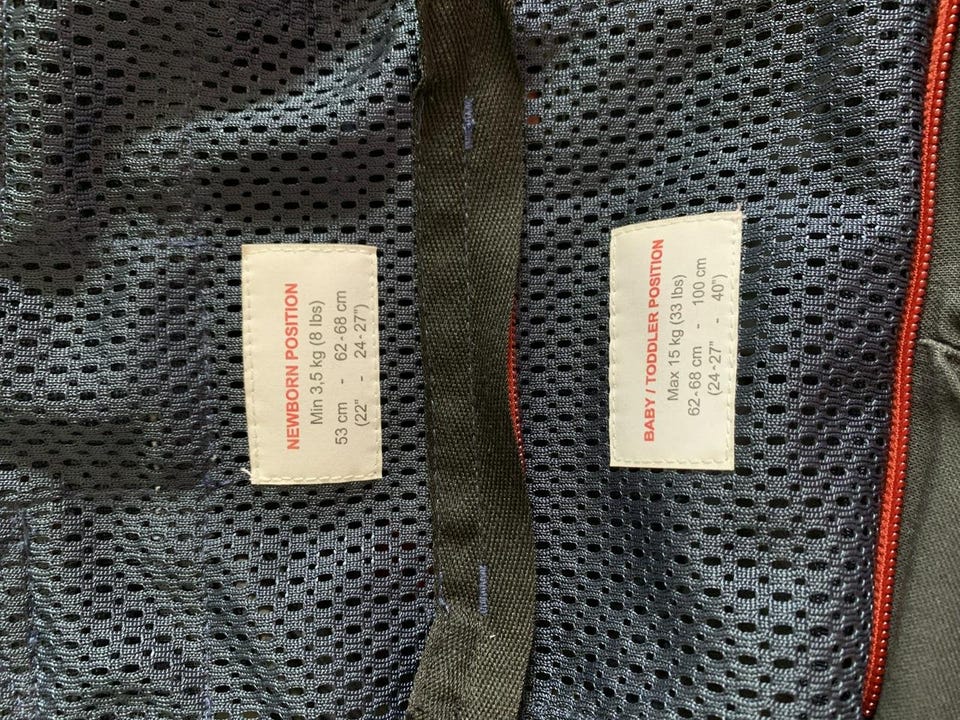 NEWBORN POSITION
Min 3,5 kg (8 lbs)
53 cm - 62-68 cm
(22" - 24-27")
BABY / TODDLER POSITION
Max 15 kg (33 lbs)
62-68 cm - 100 cm
(24-27" - 40")